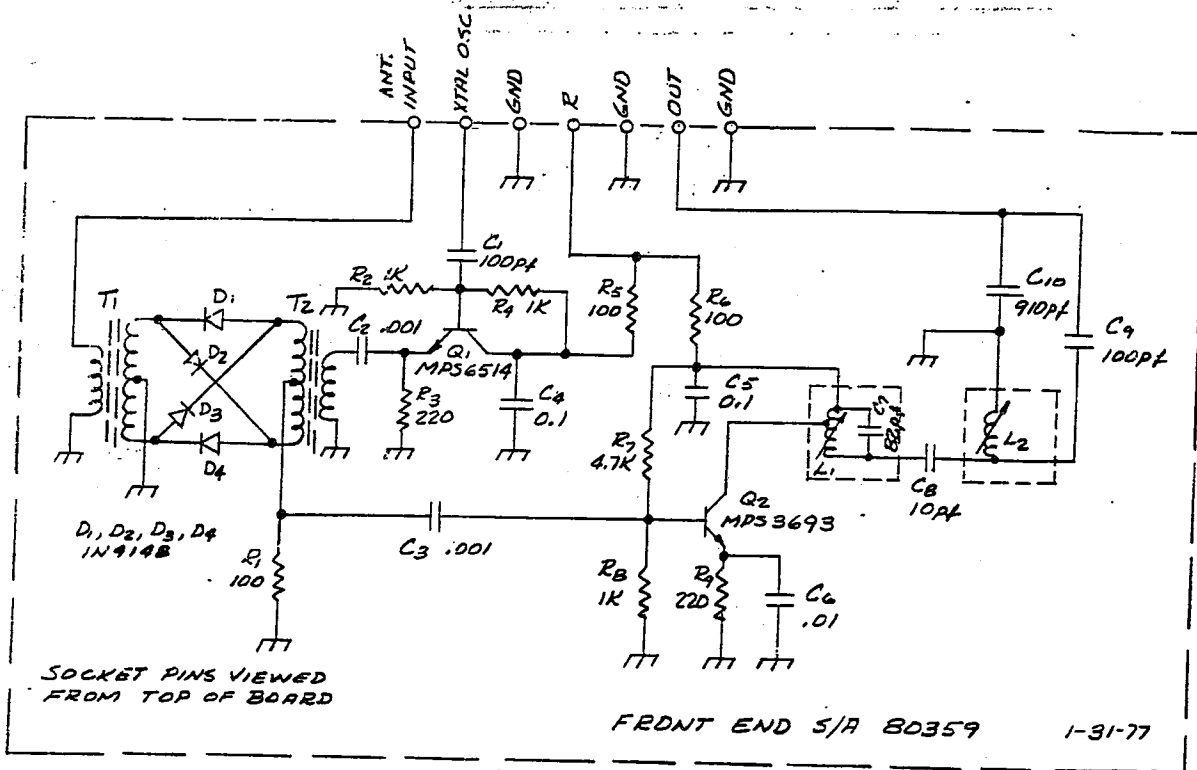 ANT. INPUT
XTAL OSC.
GND
R
GND
OUT
GND
C1
100pf
R2 1K
R4 1K
R5
100
R6
100
C10
910pf
C9
100pf
T1
D1
T2
C2 .001
D2
Q1
MPS6514
D3
R3
220
C4
0.1
C5
0.1
C7
82pf
L1
L2
D4
R7
4.7K
C8
10pf
Q2
MPS3693
D1, D2, D3, D4
1N4148
C3 .001
R1
100
R8
1K
R9
220
C6
.01
SOCKET PINS VIEWED
FROM TOP OF BOARD
FRONT END S/A 80359
1-31-77